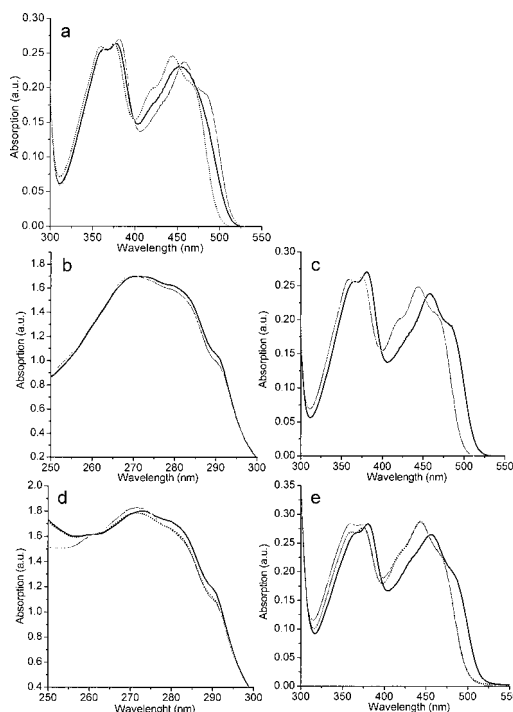 a
0.30
0.25
0.20
0.15
0.10
0.05
0.00
Absorption (a.u.)
300 350 400 450 500 550
Wavelength (nm)
b
1.8
1.6
1.4
1.2
1.0
0.8
0.6
0.4
0.2
Absoprtion (a.u.)
250 260 270 280 290 300
Wavelength (nm)
c
0.30
0.25
0.20
0.15
0.10
0.05
0.00
Absorption (a.u.)
300 350 400 450 500 550
Wavelength (nm)
d
2.0
1.8
1.6
1.4
1.2
1.0
0.8
0.6
0.4
Absorption (a.u.)
250 260 270 280 290 300
Wavelenght (nm)
e
0.30
0.25
0.20
0.15
0.10
0.05
0.00
Absorption (a.u.)
300 350 400 450 500 550
Wavelength (nm)